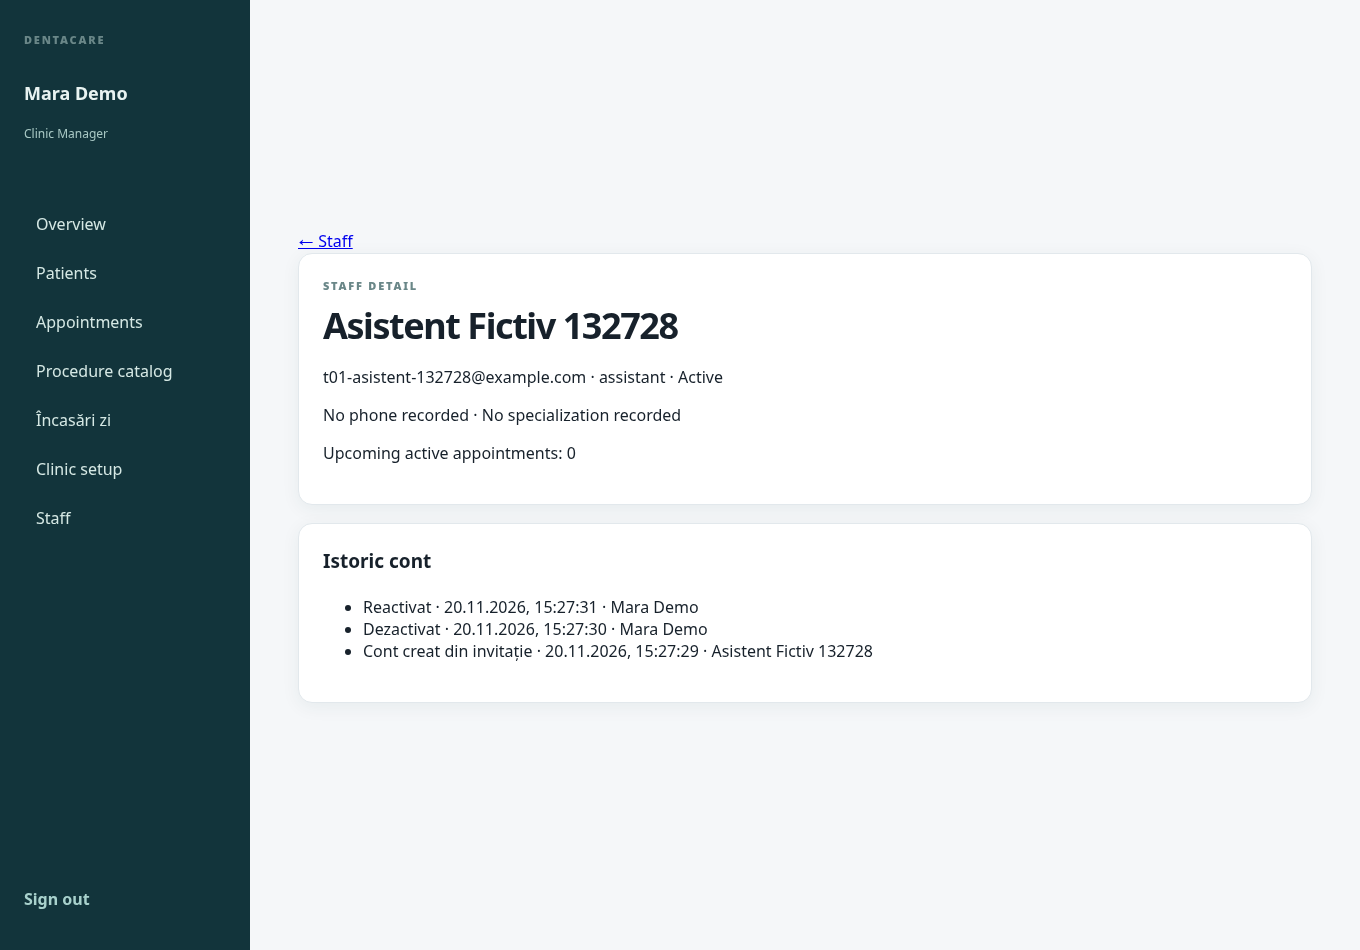 DENTACARE
Mara Demo
Clinic Manager
Overview
Patients
Appointments
Procedure catalog
Încasări zi
Clinic setup
Staff
Sign out
← Staff
STAFF DETAIL
Asistent Fictiv 132728
t01-asistent-132728@example.com · assistant · Active
No phone recorded · No specialization recorded
Upcoming active appointments: 0
Istoric cont
• Reactivat · 20.11.2026, 15:27:31 · Mara Demo
• Dezactivat · 20.11.2026, 15:27:30 · Mara Demo
• Cont creat din invitație · 20.11.2026, 15:27:29 · Asistent Fictiv 132728